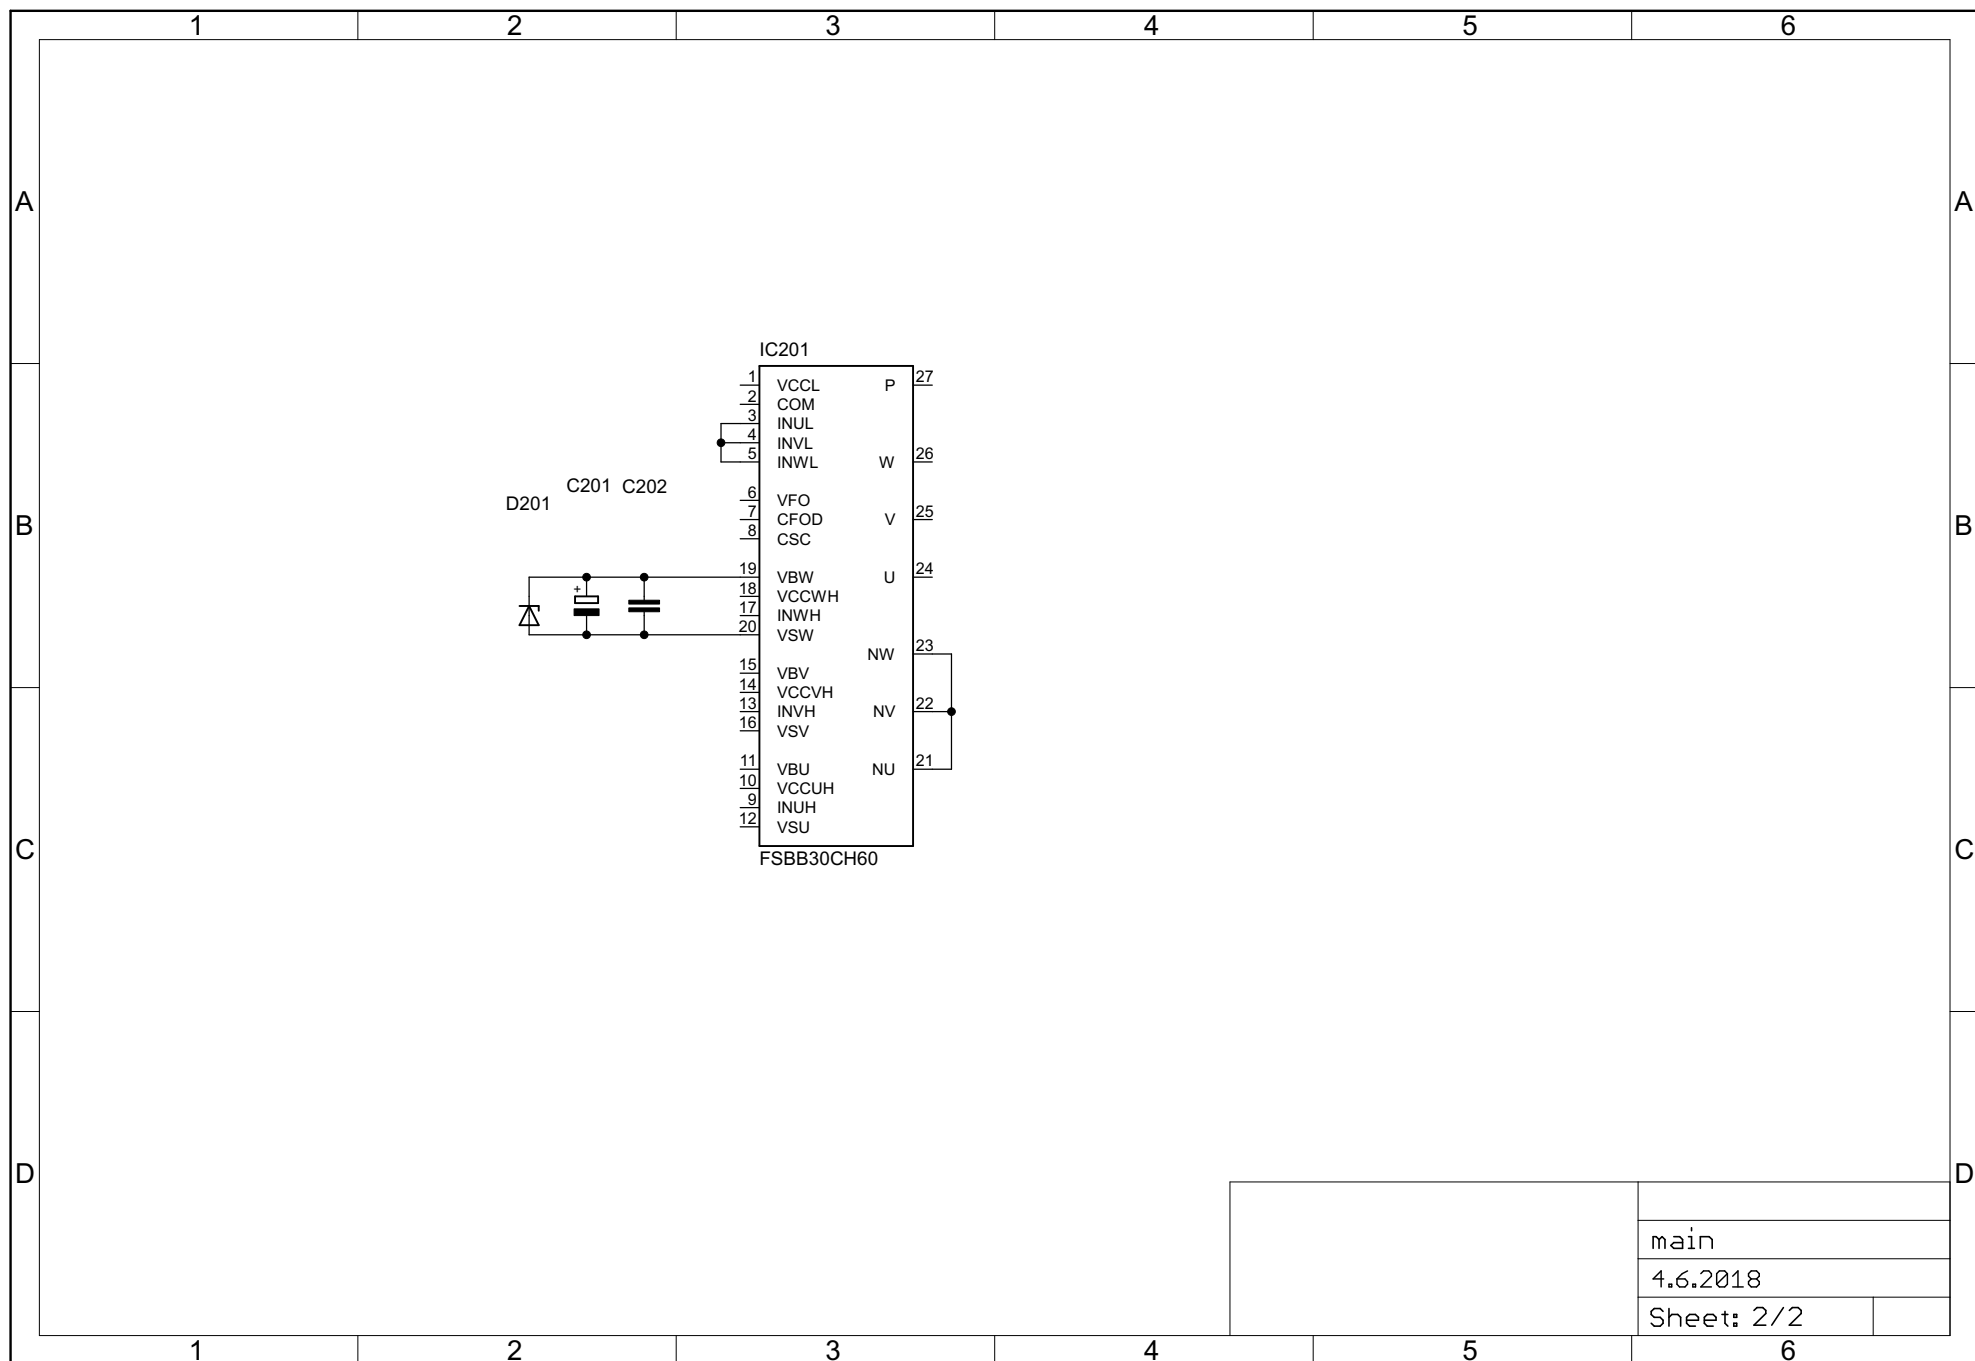 1 2 3 4 5 6
A A
IC201
1 VCCL P 27
2 COM
3 INUL
4 INVL
5 INWL W 26
C201 C202
D201
6 VFO
B 7 CFOD V 25 B
8 CSC
19 VBW U 24
+
18 VCCWH
17 INWH
20 VSW
NW 23
15 VBV
14 VCCVH
13 INVH NV 22
16 VSV
11 VBU NU 21
10 VCCUH
9 INUH
12 VSU
C C
FSBB30CH60
D D
main
4.6.2018
Sheet: 2/2
1 2 3 4 5 6